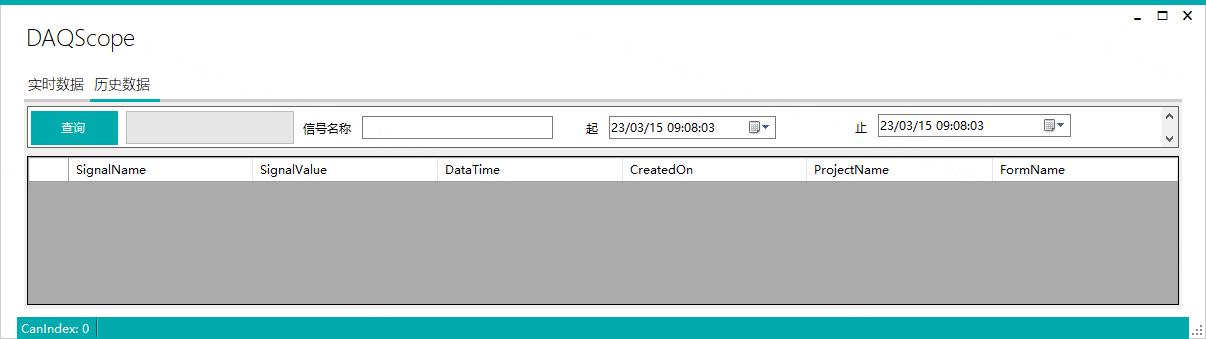 DAQScope
实时数据 历史数据
查询 信号名称 起 23/03/15 09:08:03 止 23/03/15 09:08:03
SignalName SignalValue DataTime CreatedOn ProjectName FormName
CanIndex: 0